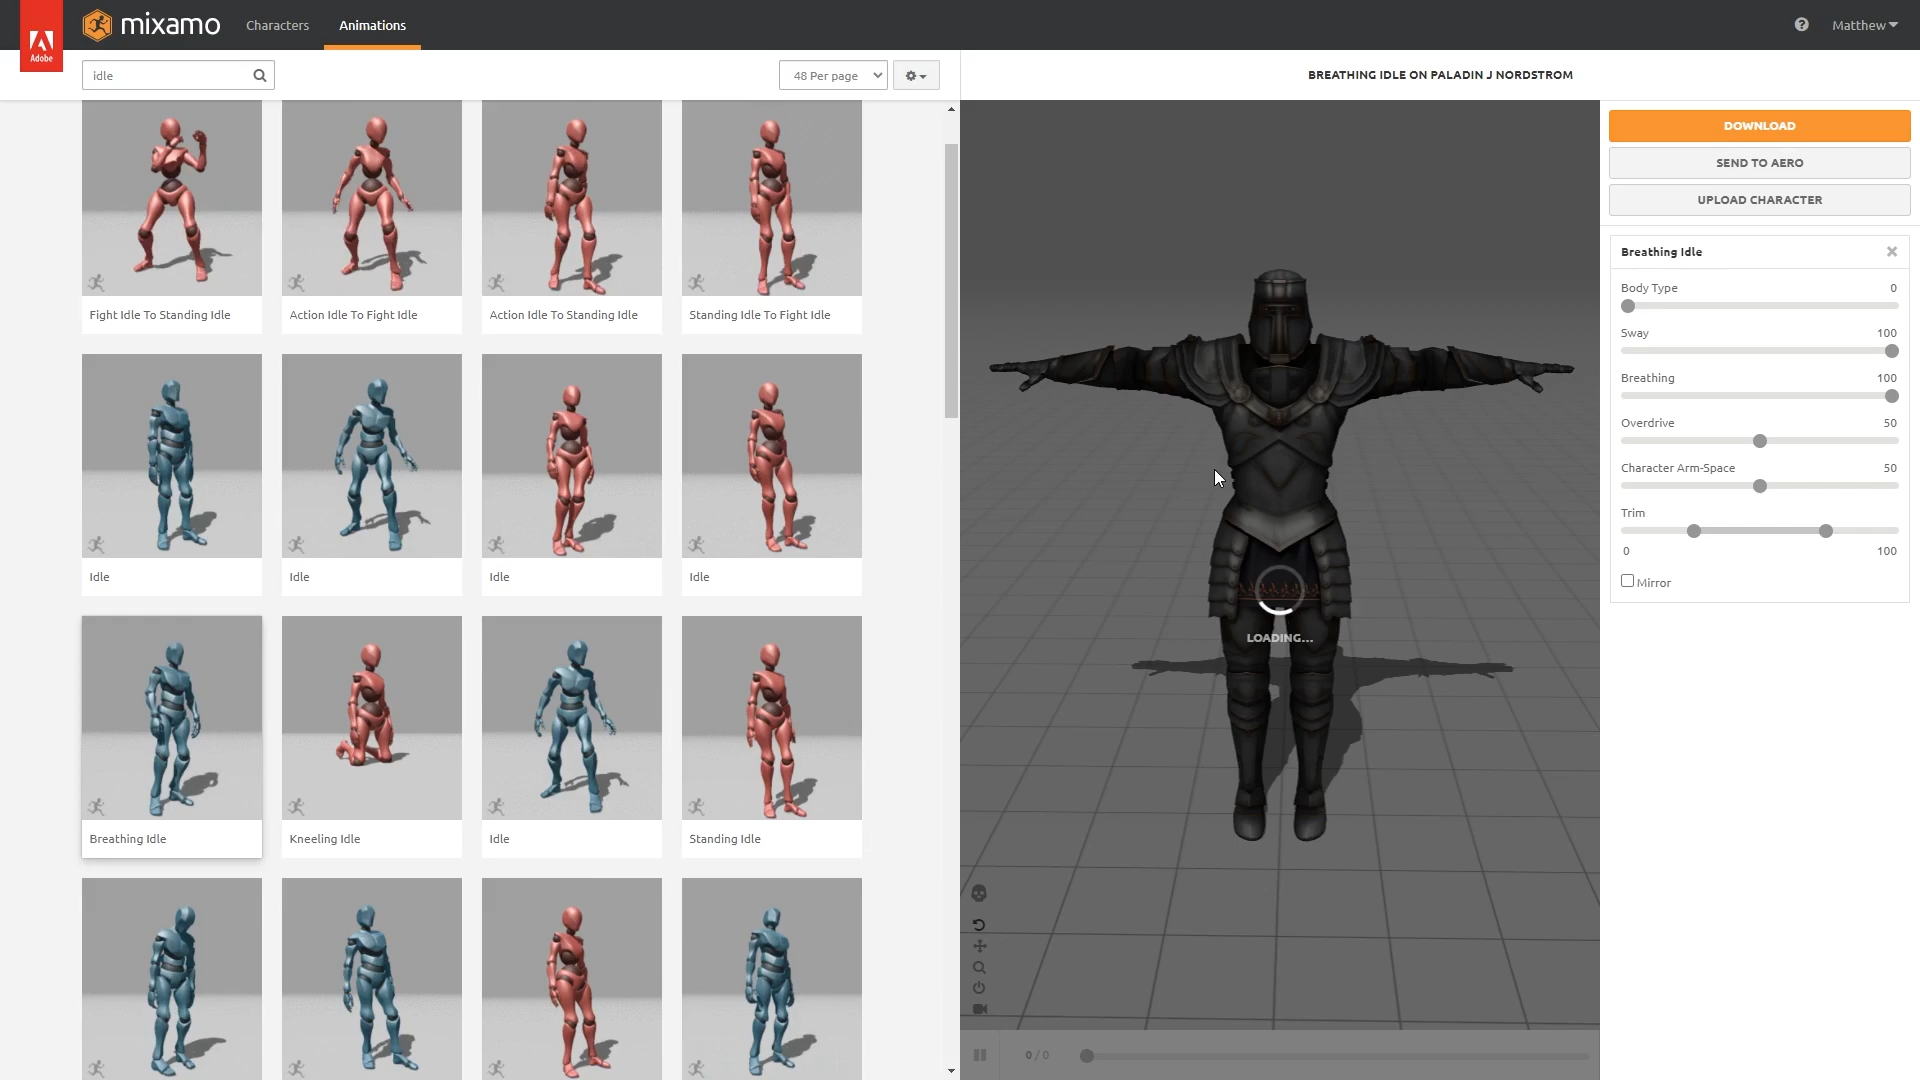 Adobe
mixamo
Characters
Animations
Matthew
idle
48 Per page
BREATHING IDLE ON PALADIN J NORDSTROM
Fight Idle To Standing Idle
Action Idle To Fight Idle
Action Idle To Standing Idle
Standing Idle To Fight Idle
Idle
Idle
Idle
Idle
Breathing Idle
Kneeling Idle
Idle
Standing Idle
LOADING...
0 / 0
DOWNLOAD
SEND TO AERO
UPLOAD CHARACTER
Breathing Idle
Body Type 0
Sway 100
Breathing 100
Overdrive 50
Character Arm-Space 50
Trim
0 100
Mirror